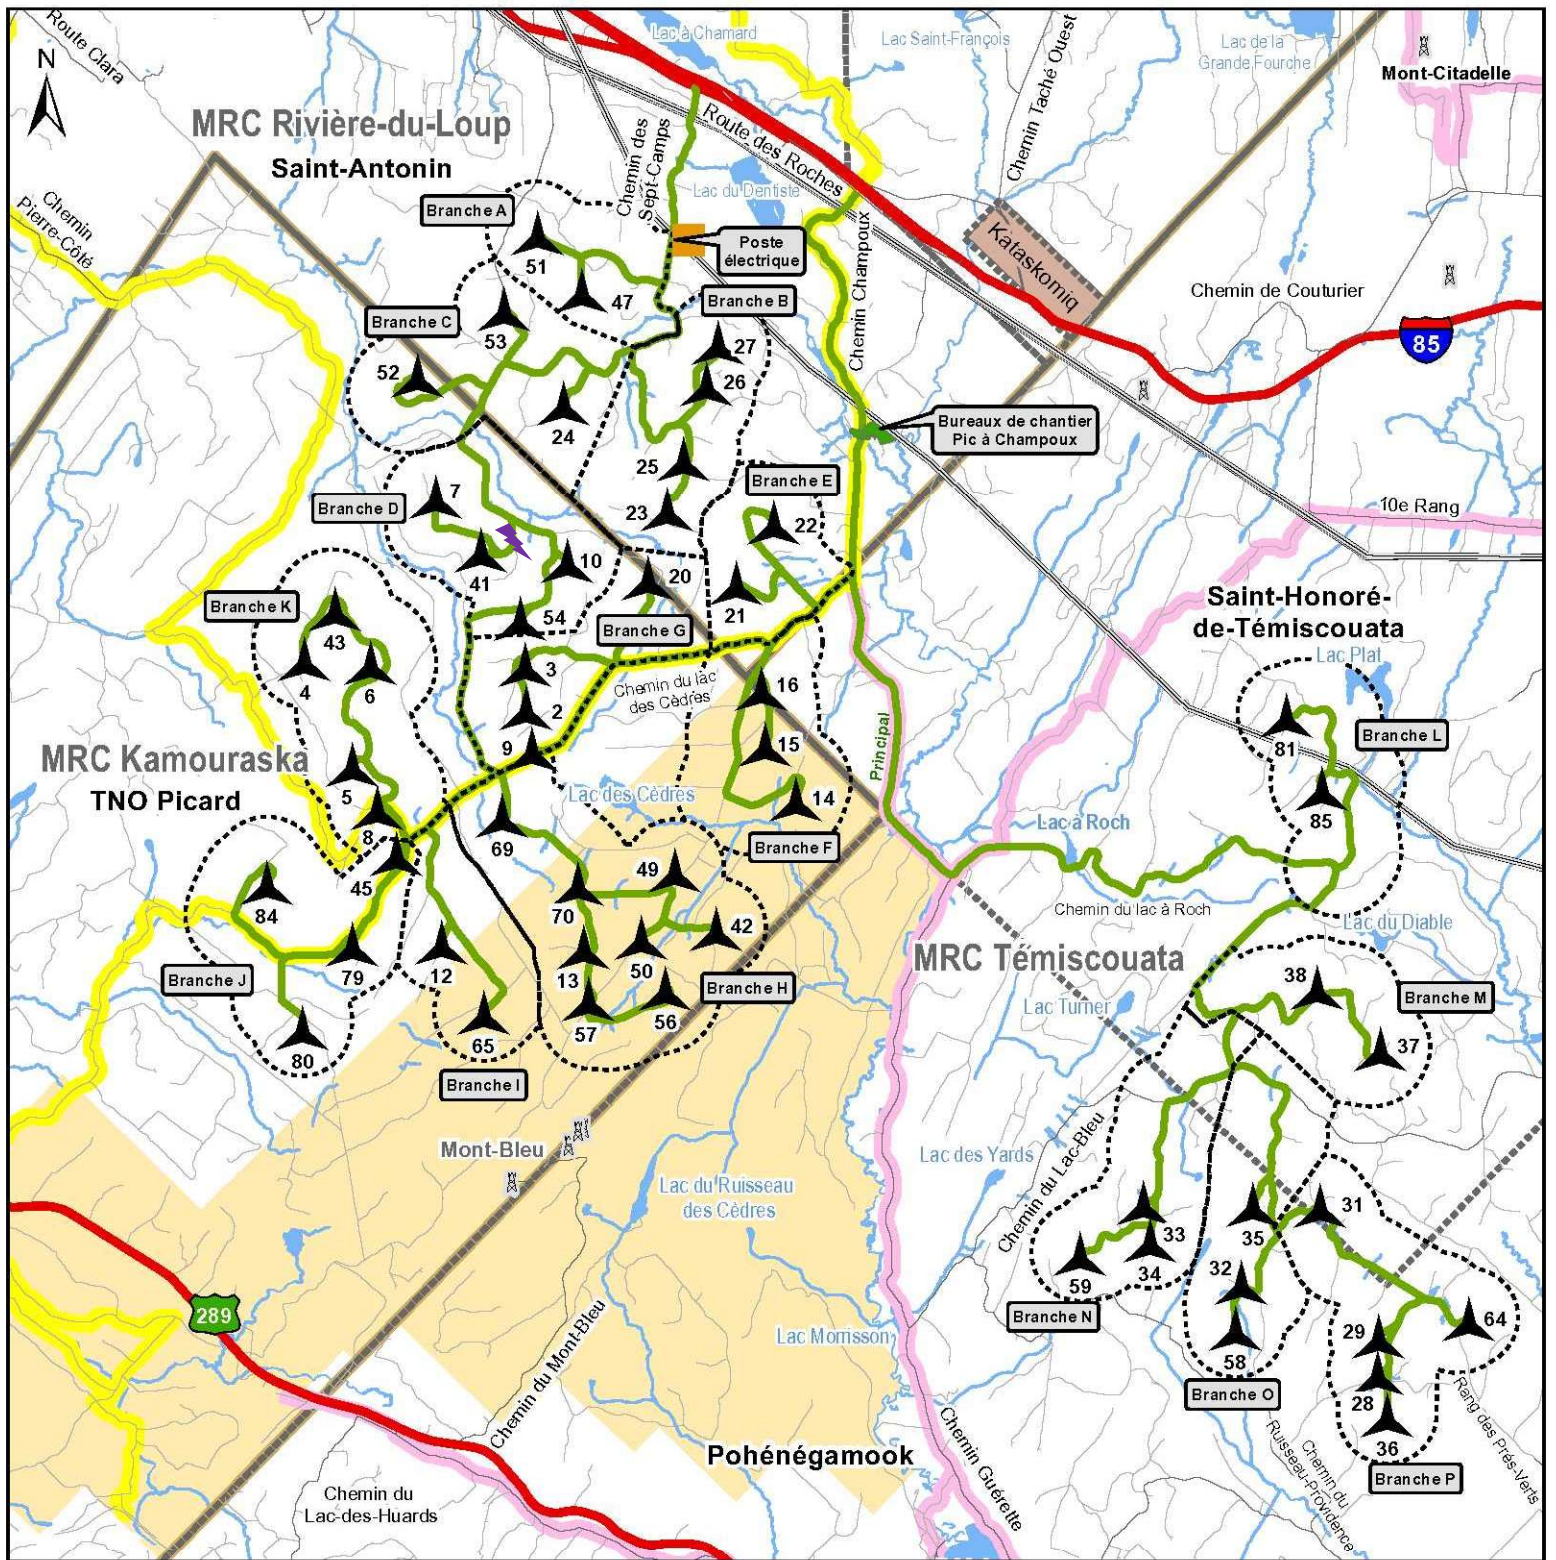 Route Clara
N
MRC Rivière-du-Loup
Saint-Antonin
Lac à Chamard
Lac Saint-François
Chemin Taché Ouest
Lac de la
Grande Fourche
Mont-Citadelle
Chemin
Pierre-Côté
Chemin des
Sept-Camps
Route des Roches
Lac du Dentiste
Branche A
51
47
Poste
électrique
Chemin Champoux
Kataskomiq
Chemin de Couturier
85
Branche B
Branche C
53
52
24
27
26
25
23
Bureaux de chantier
Pic à Champoux
Branche E
22
21
10e Rang
Branche D
7
41
10
54
20
Branche G
Branche K
43
4
6
3
2
9
Chemin du lac
des Cèdres
16
15
14
Principal
Saint-Honoré-
de-Témiscouata
Lac Plat
81
Branche L
85
MRC Kamouraska
TNO Picard
5
8
45
Lac des Cèdres
69
Branche F
Lac à Roch
Chemin du lac à Roch
84
79
Branche J
80
12
65
Branche I
70
49
42
50
13
57
56
Branche H
MRC Témiscouata
Lac du Diable
Lac Turner
38
Branche M
37
Mont-Bleu
Lac du Ruisseau
des Cèdres
Lac des Yards
Chemin du Lac-Bleu
33
34
59
Branche N
35
31
32
58
Branche O
64
29
28
36
Branche P
289
Lac Morrisson
Chemin du Mont-Bleu
Pohénégamook
Chemin Guérette
Chemin du
Ruisseau-Providence
Rang des Prés-Verts
Chemin du
Lac-des-Huards